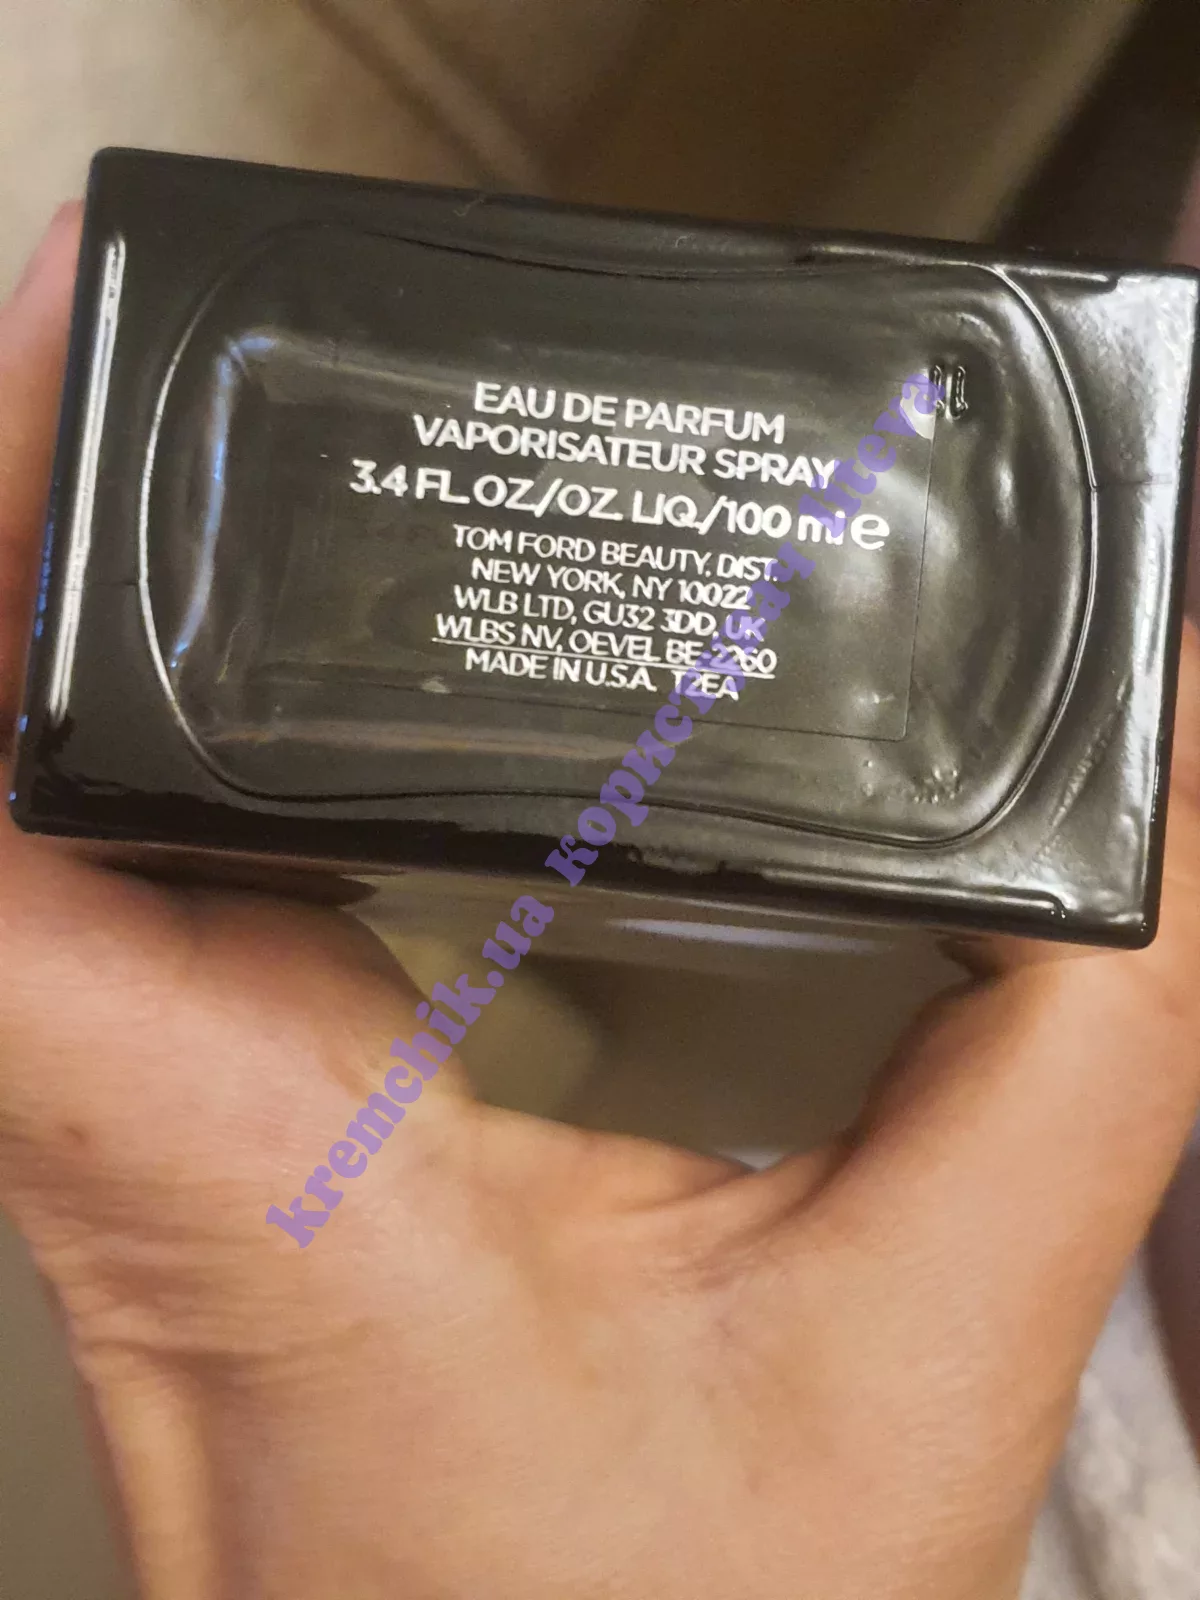 EAU DE PARFUM
VAPORISATEUR SPRAY
3.4 FL OZ/OZ. LIQ./100 ml e
TOM FORD BEAUTY, DIST.
NEW YORK, NY 10022
WLB LTD, GU32 3DD, UK
WLBS NV, OEVEL BE-2260
MADE IN U.S.A. T2EA
kremchik.ua користувач liteva